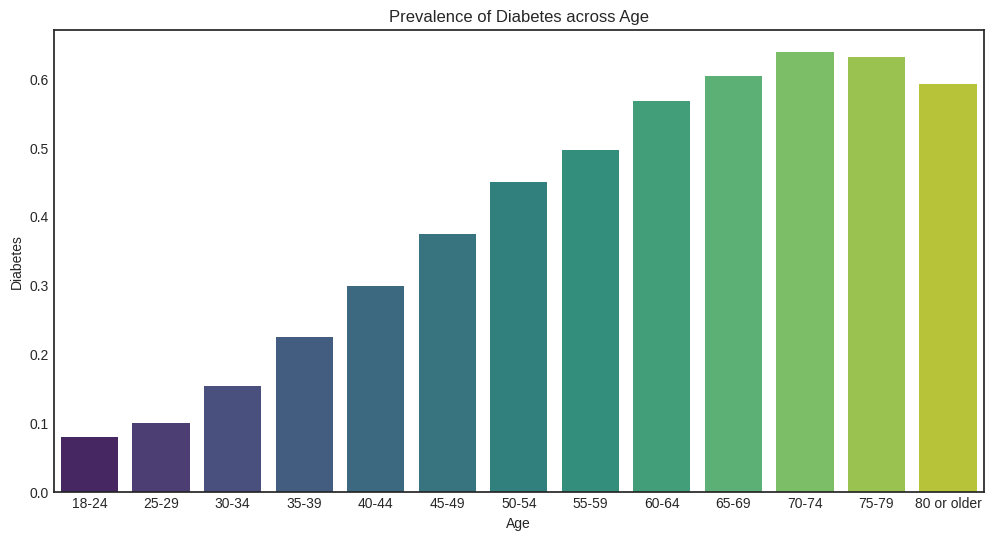 Prevalence of Diabetes across Age
Diabetes
0.6
0.5
0.4
0.3
0.2
0.1
0.0
18-24 25-29 30-34 35-39 40-44 45-49 50-54 55-59 60-64 65-69 70-74 75-79 80 or older
Age